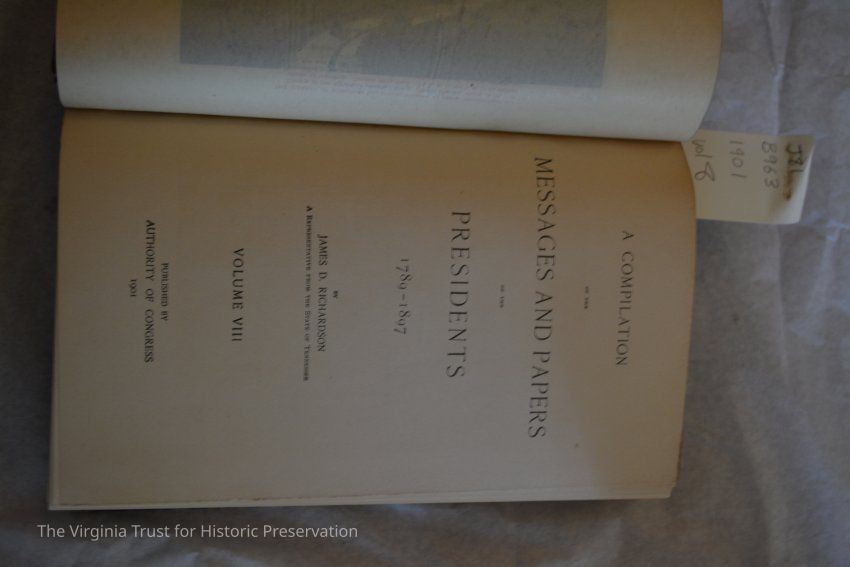 A COMPILATION
OF THE
MESSAGES AND PAPERS
OF THE
PRESIDENTS
1789-1897
BY
JAMES D. RICHARDSON
A REPRESENTATIVE FROM THE STATE OF TENNESSEE
VOLUME VIII
PUBLISHED BY
AUTHORITY OF CONGRESS
1901
J81
8963
1901
vol 8
The Virginia Trust for Historic Preservation